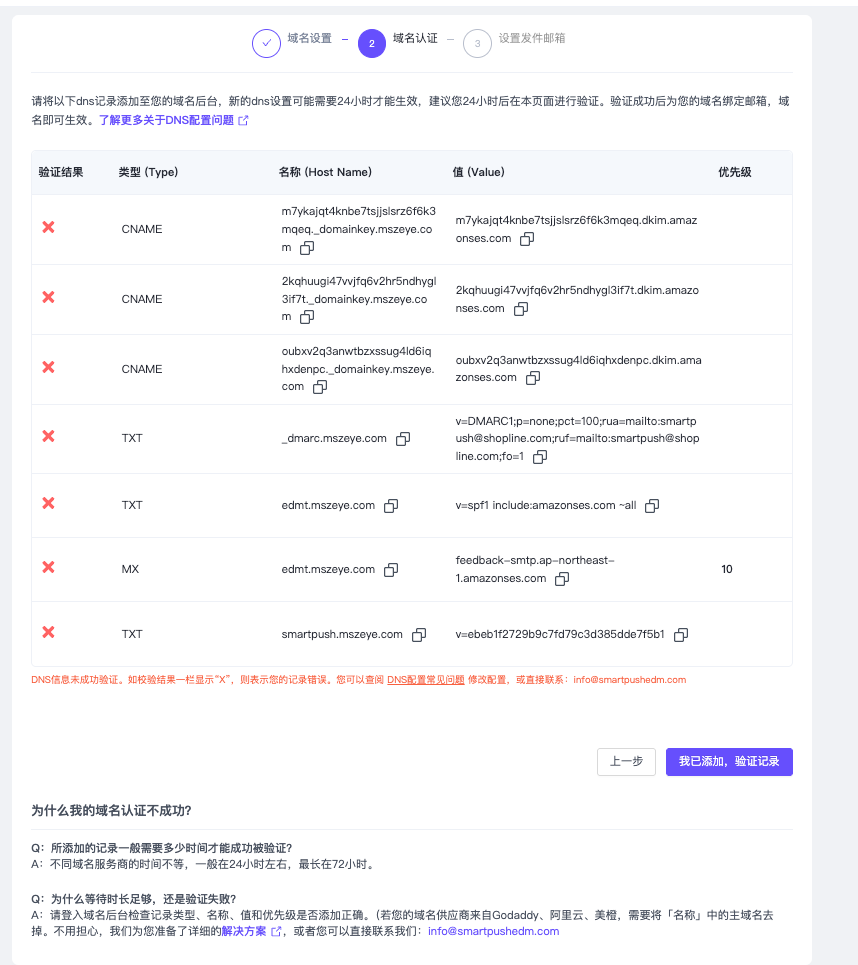 域名设置 – 2 域名认证 – 3 设置发件邮箱
请将以下dns记录添加至您的域名后台，新的dns设置可能需要24小时才能生效，建议您24小时后在本页面进行验证。验证成功后为您的域名绑定邮箱，域
名即可生效。了解更多关于DNS配置问题
验证结果 类型 (Type) 名称 (Host Name) 值 (Value) 优先级
CNAME
m7ykajqt4knbe7tsjjslsrz6f6k3
mqeq._domainkey.mszeye.co
m
m7ykajqt4knbe7tsjjslsrz6f6k3mqeq.dkim.amaz
onses.com
CNAME
2kqhuugi47vvjfq6v2hr5ndhygl
3if7t._domainkey.mszeye.co
m
2kqhuugi47vvjfq6v2hr5ndhygl3if7t.dkim.amazo
nses.com
CNAME
oubxv2q3anwtbzxssug4ld6iq
hxdenpc._domainkey.mszeye.
com
oubxv2q3anwtbzxssug4ld6iqhxdenpc.dkim.ama
zonses.com
TXT
_dmarc.mszeye.com
v=DMARC1;p=none;pct=100;rua=mailto:smartp
ush@shopline.com;ruf=mailto:smartpush@shop
line.com;fo=1
TXT
edmt.mszeye.com
v=spf1 include:amazonses.com ~all
MX
edmt.mszeye.com
feedback-smtp.ap-northeast-
1.amazonses.com
10
TXT
smartpush.mszeye.com
v=ebeb1f2729b9c7fd79c3d385dde7f5b1
DNS信息未成功验证。如校验结果一栏显示“X”，则表示您的记录错误。您可以查阅 DNS配置常见问题 修改配置，或直接联系：info@smartpushedm.com
上一步
我已添加，验证记录
为什么我的域名认证不成功?
Q：所添加的记录一般需要多少时间才能成功被验证?
A：不同域名服务商的时间不等，一般在24小时左右，最长在72小时。
Q：为什么等待时长足够，还是验证失败?
A：请登入域名后台检查记录类型、名称、值和优先级是否添加正确。（若您的域名供应商来自Godaddy、阿里云、美橙，需要将「名称」中的主域名去
掉。不用担心，我们为您准备了详细的解决方案，或者您可以直接联系我们：info@smartpushedm.com